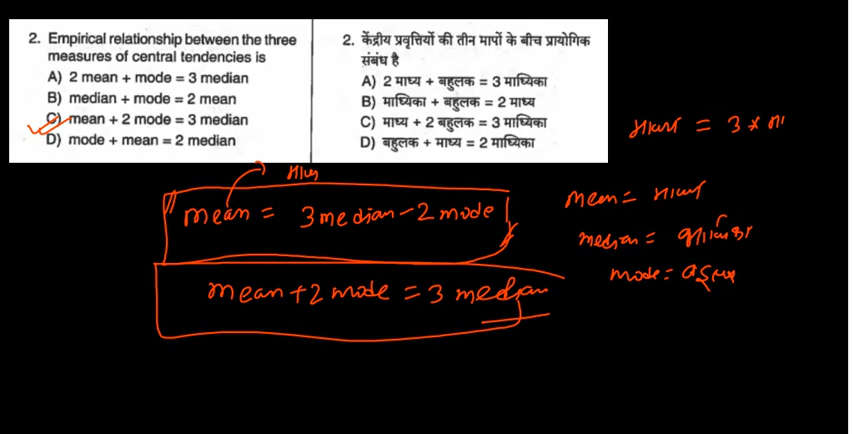 2. Empirical relationship between the three
measures of central tendencies is
A) 2 mean + mode = 3 median
B) median + mode = 2 mean
C) mean + 2 mode = 3 median
D) mode + mean = 2 median
2. केंद्रीय प्रवृत्तियों की तीन मापों के बीच प्रायोगिक
संबंध है
A) 2 माध्य + बहुलक = 3 माध्यिका
B) माध्यिका + बहुलक = 2 माध्य
C) माध्य + 2 बहुलक = 3 माध्यिका
D) बहुलक + माध्य = 2 माध्यिका
= 3 ×
mean = 3 median - 2 mode
mean + 2 mode = 3 median
mean =
median =
mode =